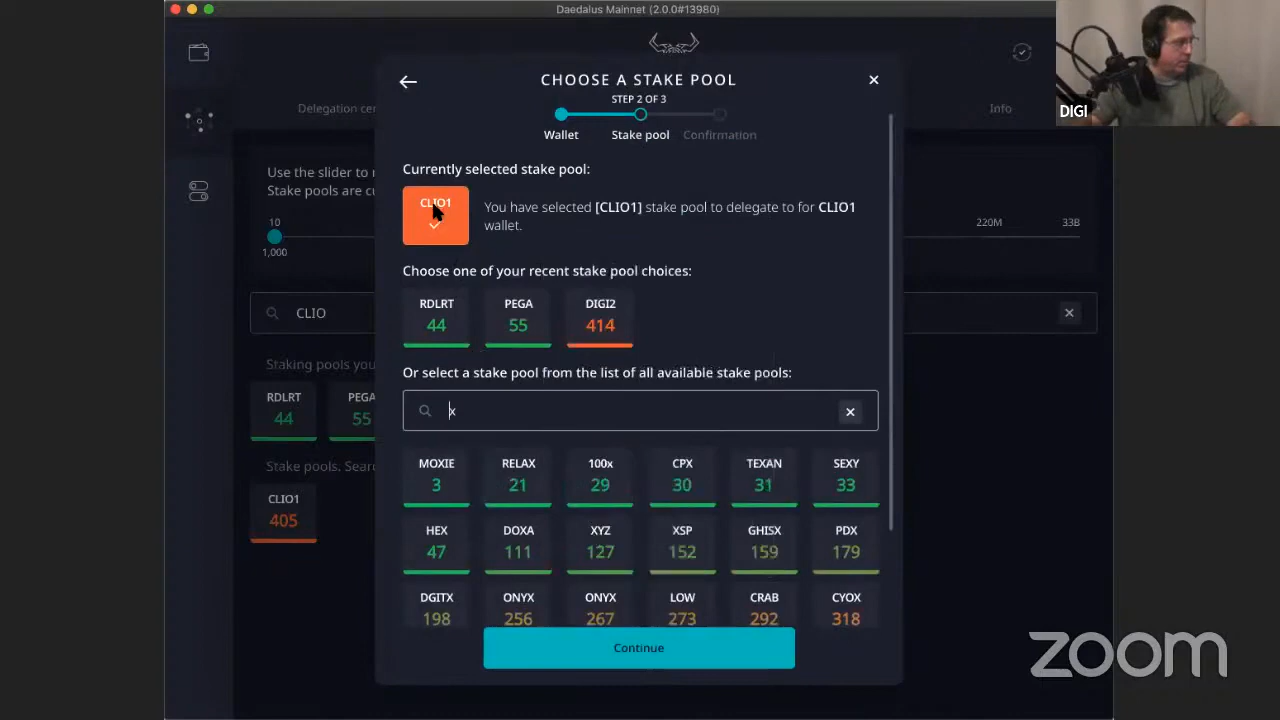 Daedalus Mainnet (2.0.0#13980)
CHOOSE A STAKE POOL
STEP 2 OF 3
Wallet Stake pool Confirmation
DIGI
Delegation cen
Info
Use the slider to r
Stake pools are cu
10
1,000
220M 33B
CLIO
Staking pools you
RDLRT PEGA
44 55
Stake pools. Searc
CLIO1
405
Currently selected stake pool:
CLIO1
You have selected [CLIO1] stake pool to delegate to for CLIO1
wallet.
Choose one of your recent stake pool choices:
RDLRT PEGA DIGI2
44 55 414
Or select a stake pool from the list of all available stake pools:
x
MOXIE RELAX 100x CPX TEXAN SEXY
3 21 29 30 31 33
HEX DOXA XYZ XSP GHISX PDX
47 111 127 152 159 179
DGITX ONYX ONYX LOW CRAB CYOX
198 256 267 273 292 318
Continue
zoom